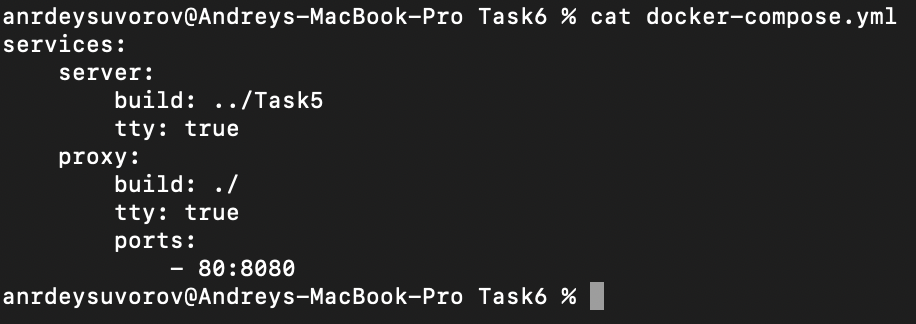 anrdeysuvorov@Andreys-MacBook-Pro Task6 % cat docker-compose.yml
services:
    server:
        build: ../Task5
        tty: true
    proxy:
        build: ./
        tty: true
        ports:
            - 80:8080
anrdeysuvorov@Andreys-MacBook-Pro Task6 %